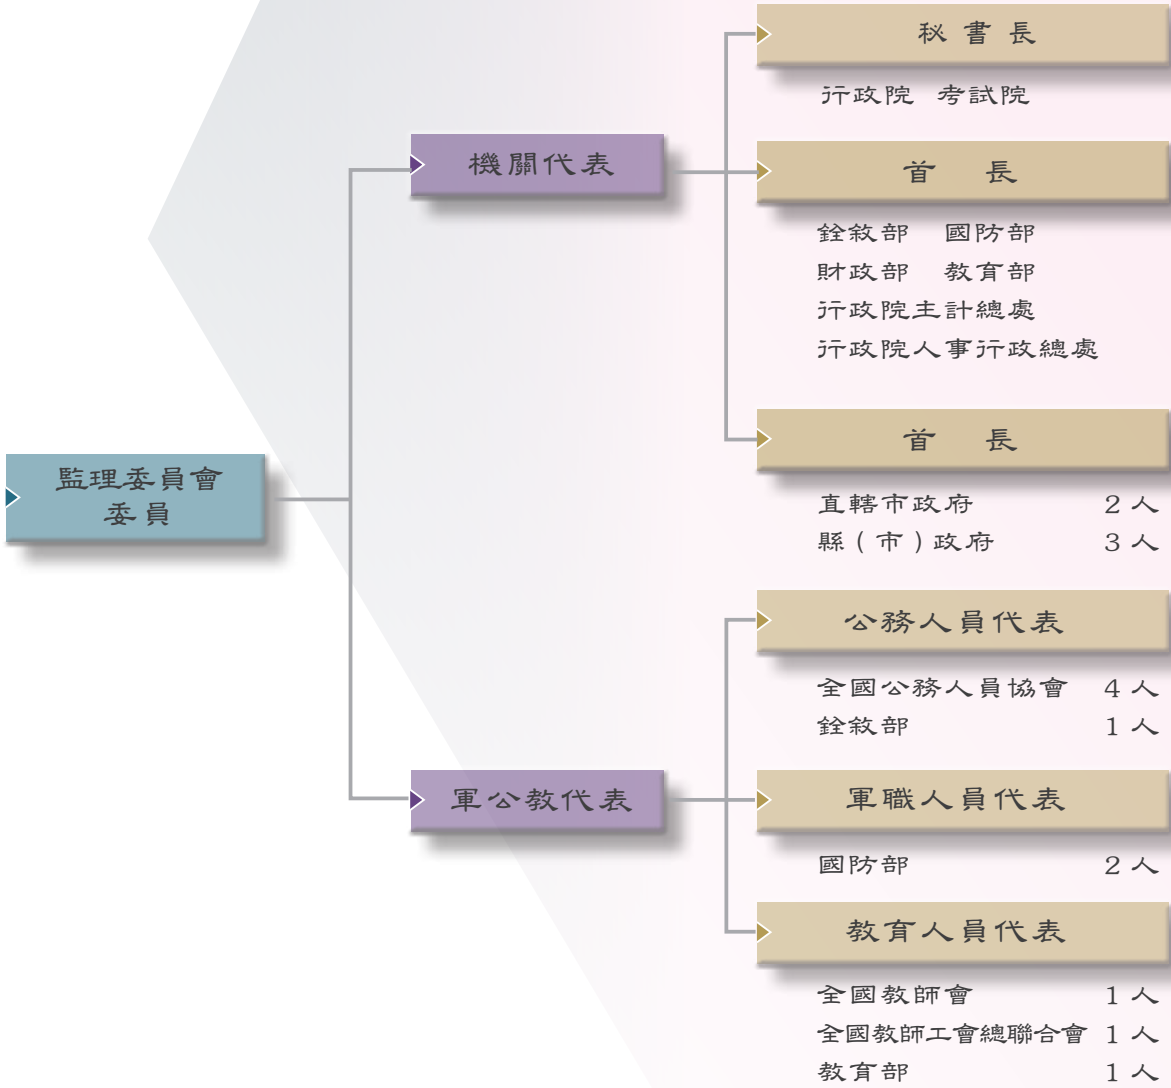 監理委員會
委員
機關代表
秘書長
行政院 考試院
首長
銓敘部 國防部
財政部 教育部
行政院主計總處
行政院人事行政總處
首長
直轄市政府 2人
縣(市)政府 3人
軍公教代表
公務人員代表
全國公務人員協會 4人
銓敘部 1人
軍職人員代表
國防部 2人
教育人員代表
全國教師會 1人
全國教師工會總聯合會 1人
教育部 1人